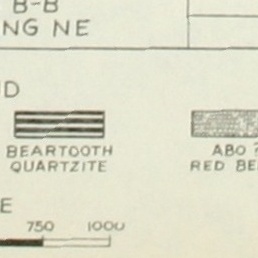 B-B
NG NE
D
BEARTOOTH
QUARTZITE
ABO ?
RED BE
E
750 1000